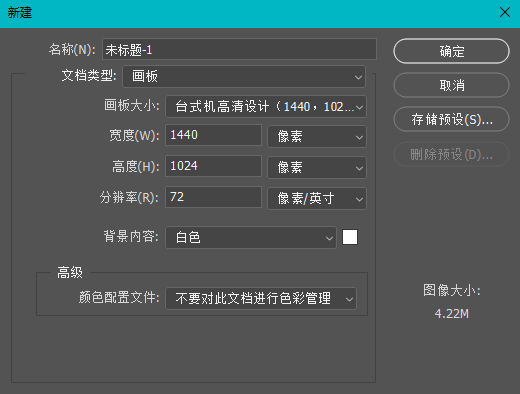 新建
名称(N): 未标题-1
确定
文档类型: 画板
取消
画板大小: 台式机高清设计（1440，102...
存储预设(S)...
宽度(W): 1440 像素
高度(H): 1024 像素
删除预设(D)...
分辨率(R): 72 像素/英寸
背景内容: 白色
高级
颜色配置文件: 不要对此文档进行色彩管理
图像大小:
4.22M